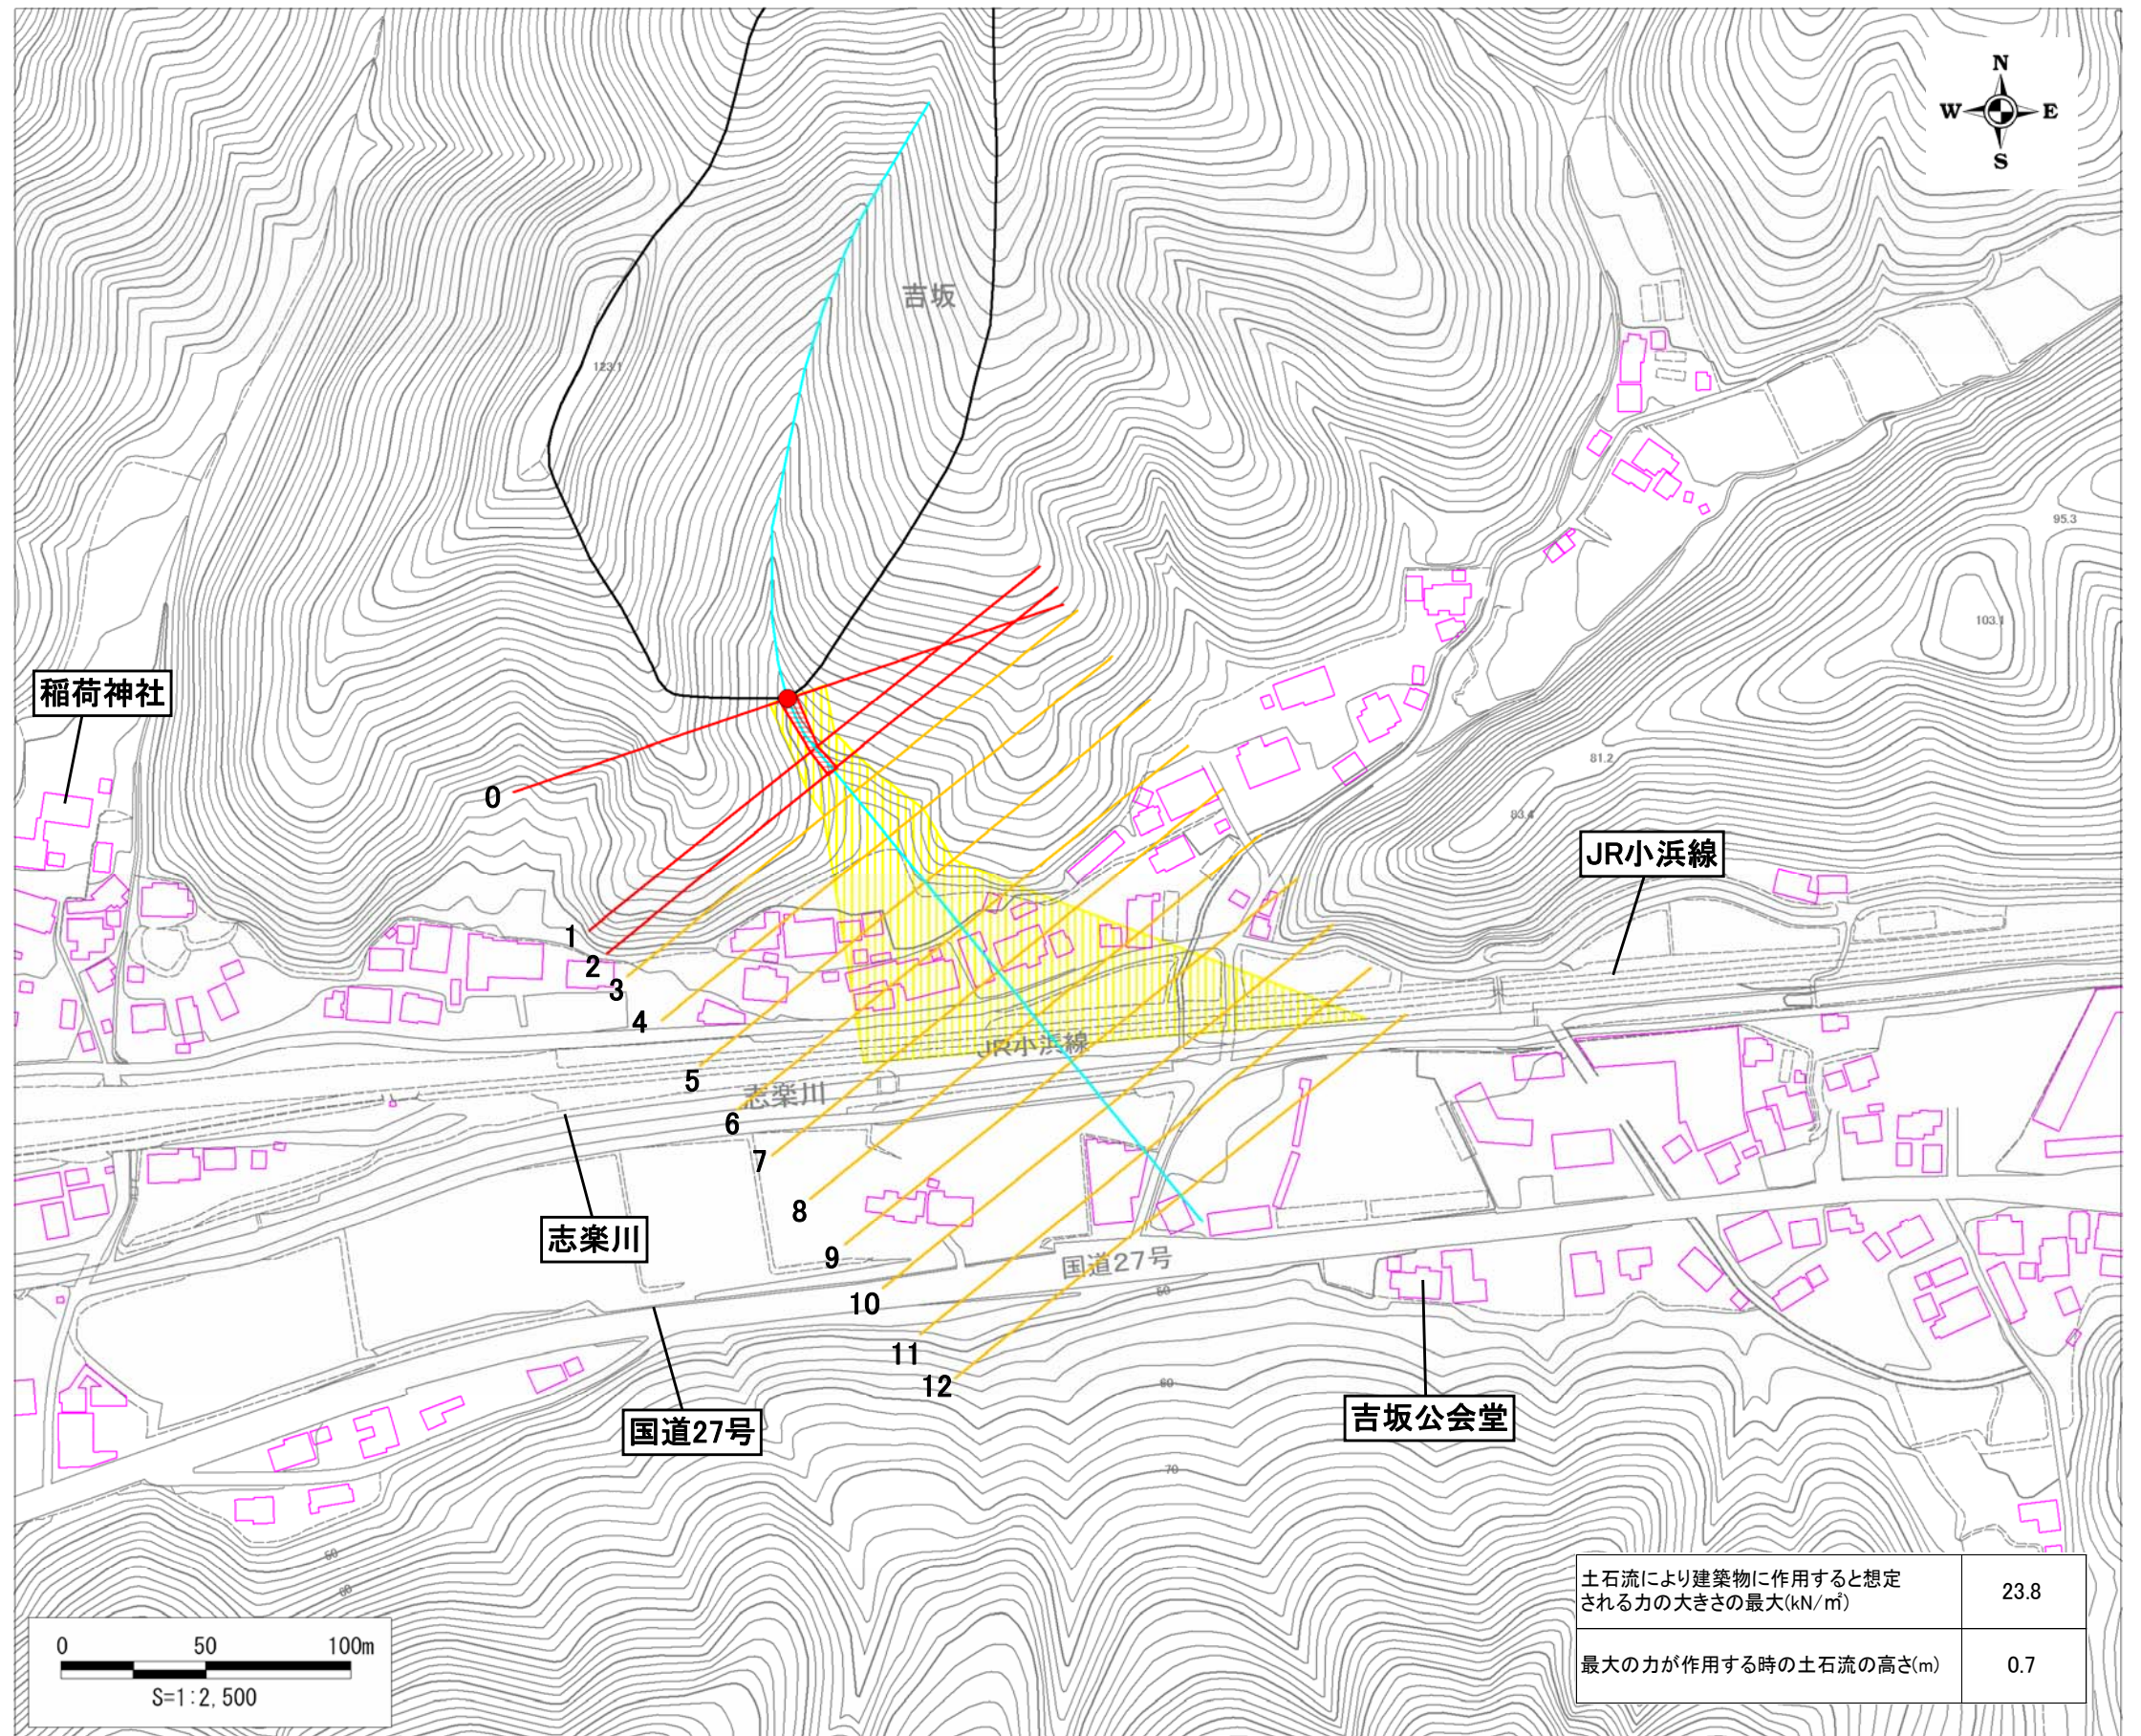 N
W E
S
吉坂
123.1
95.3
103.1
稲荷神社
81.2
0
83.4
JR小浜線
1
2
3
4
JR小浜線
5
志楽川
6
7
8
志楽川
9
国道27号
50
10
11
12
60
吉坂公会堂
国道27号
70
50
60
土石流により建築物に作用すると想定
される力の大きさの最大(kN/㎡)
23.8
最大の力が作用する時の土石流の高さ(m)
0.7
0 50 100m
S=1:2,500